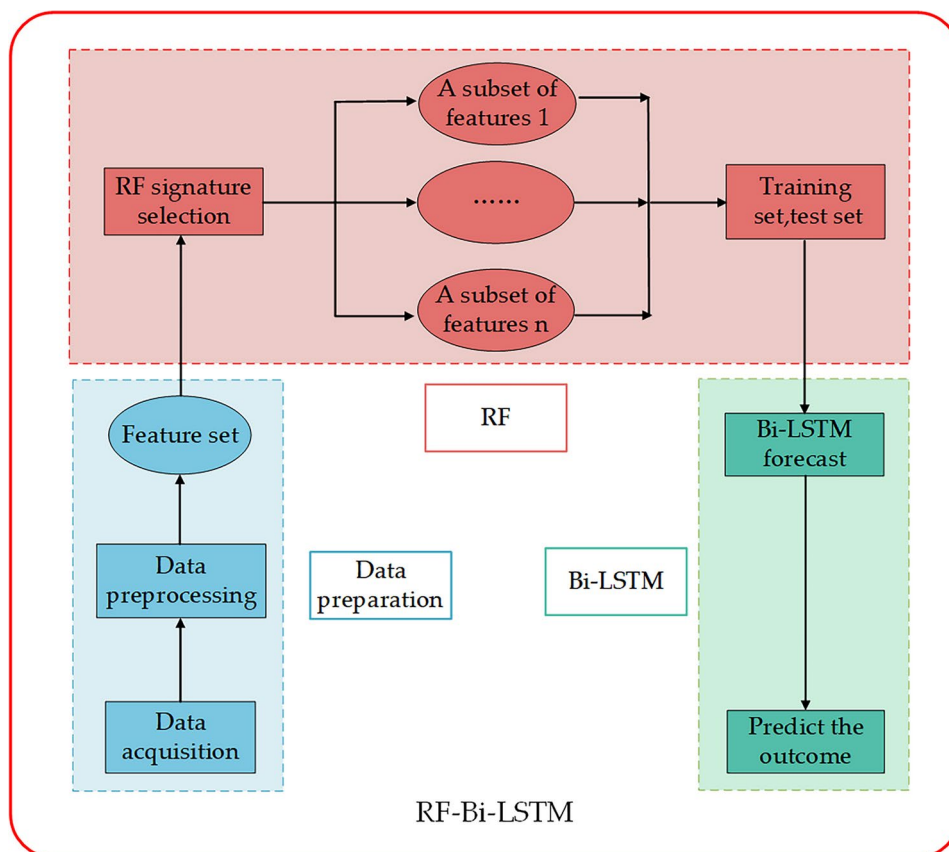 A subset of
features 1
RF signature
selection
......
Training
set,test set
A subset of
features n
RF
Feature set
Bi-LSTM
forecast
Data
preprocessing
Data
preparation
Bi-LSTM
Data
acquisition
Predict the
outcome
RF-Bi-LSTM